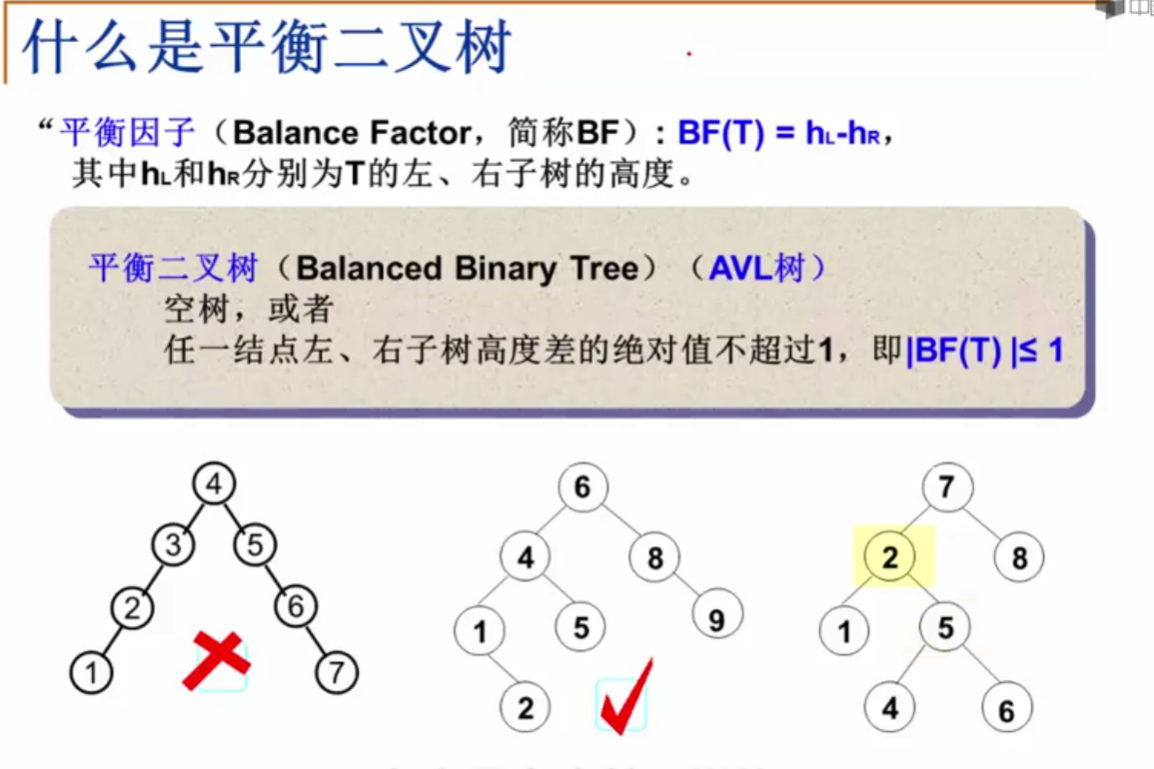 什么是平衡二叉树
“平衡因子（Balance Factor，简称BF）: BF(T) = hL-hR，
其中hL和hR分别为T的左、右子树的高度。
平衡二叉树（Balanced Binary Tree）（AVL树）
空树，或者
任一结点左、右子树高度差的绝对值不超过1，即|BF(T) |≤ 1
4
3 5
2 6
1 7
6
4 8
1 5 9
2
7
2 8
1 5
4 6